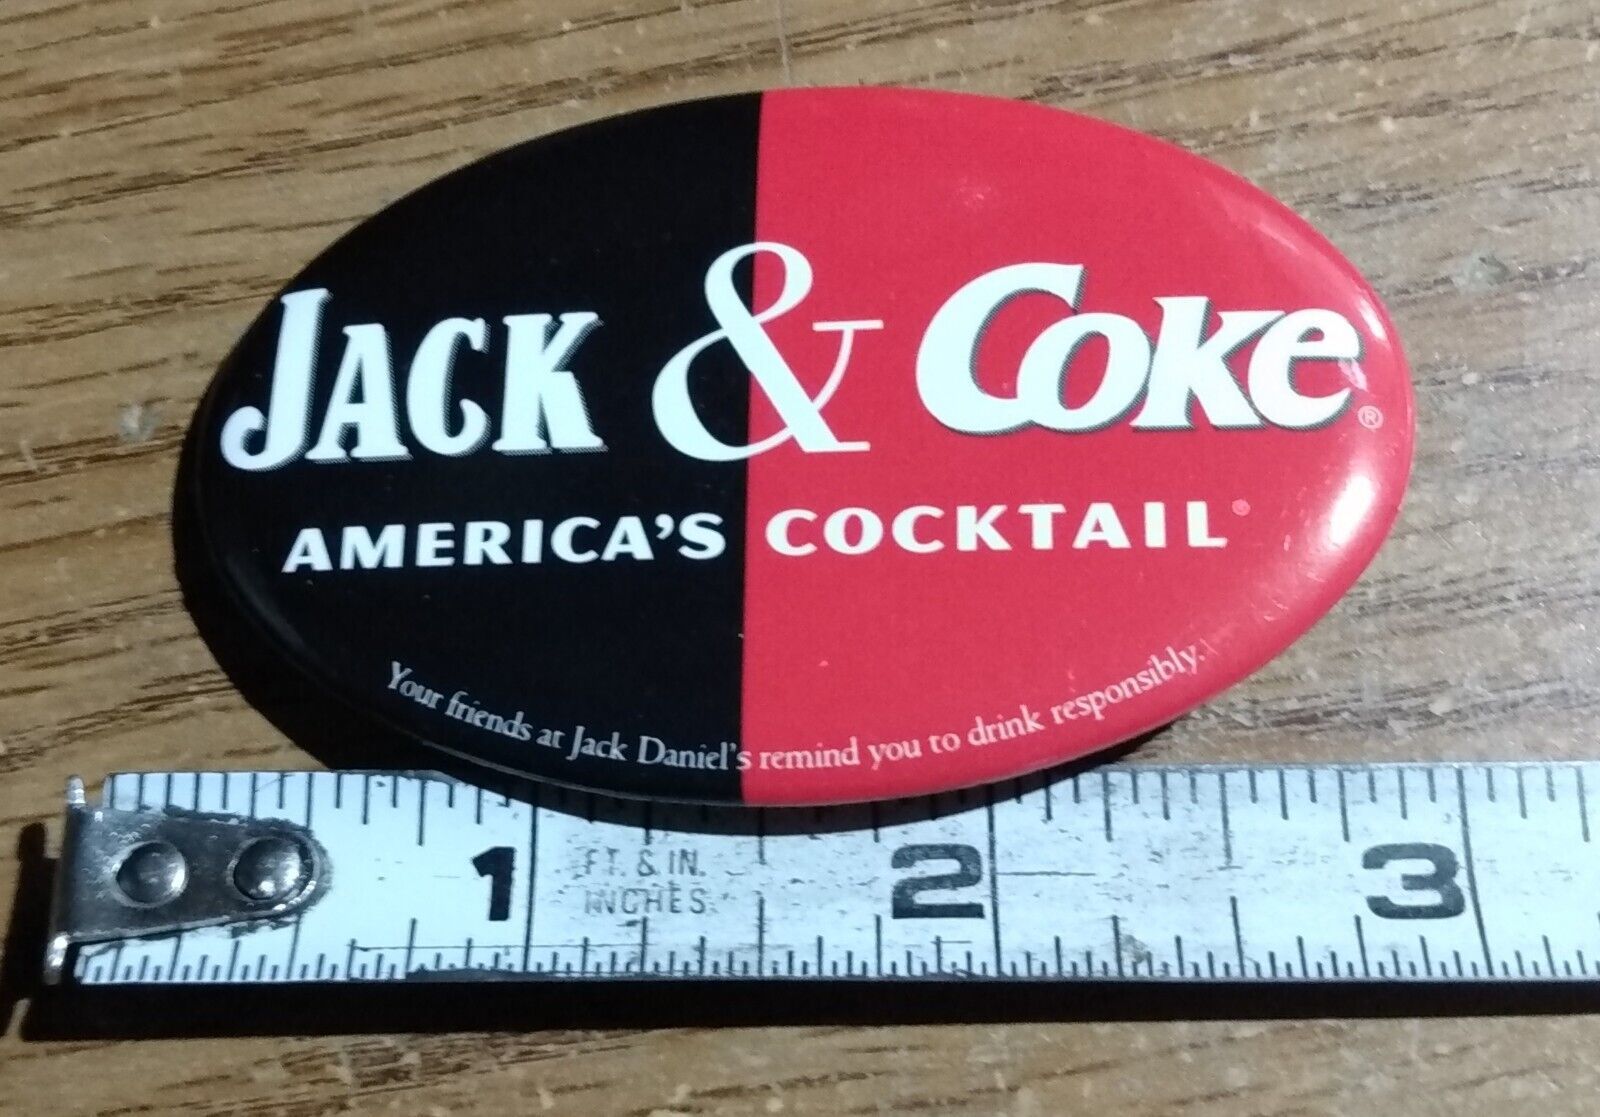 JACK & Coke®
AMERICA'S COCKTAIL
Your friends at Jack Daniel's remind you to drink responsibly.
1 FT. & IN. 2 3
INCHES